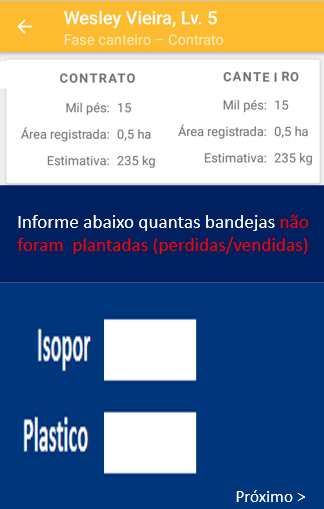 Wesley Vieira, Lv. 5
Fase canteiro – Contrato
CONTRATO
Mil pés: 15
Área registrada: 0,5 ha
Estimativa: 235 kg
CANTEIRO
Mil pés: 15
Área registrada: 0,5 ha
Estimativa: 235 kg
Informe abaixo quantas bandejas não
foram plantadas (perdidas/vendidas)
Isopor
Plastico
Próximo >